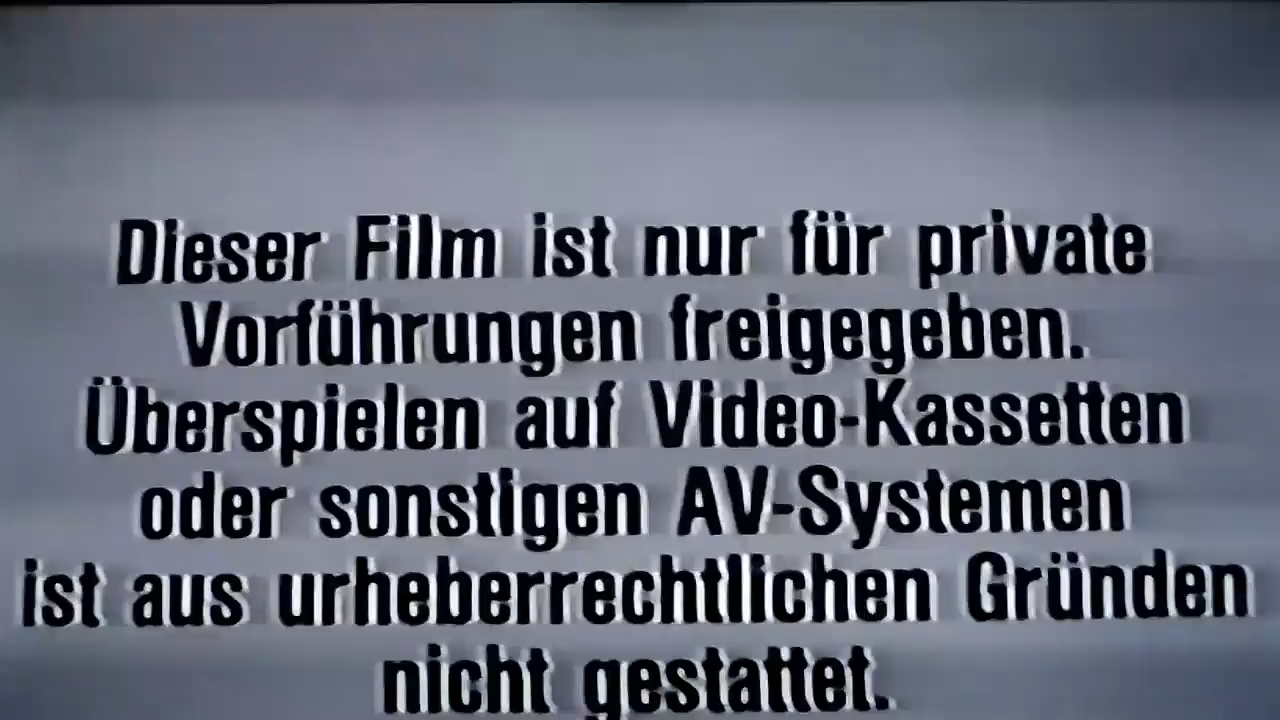 Dieser Film ist nur für private
Vorführungen freigegeben.
Überspielen auf Video-Kassetten
oder sonstigen AV-Systemen
ist aus urheberrechtlichen Gründen
nicht gestattet.